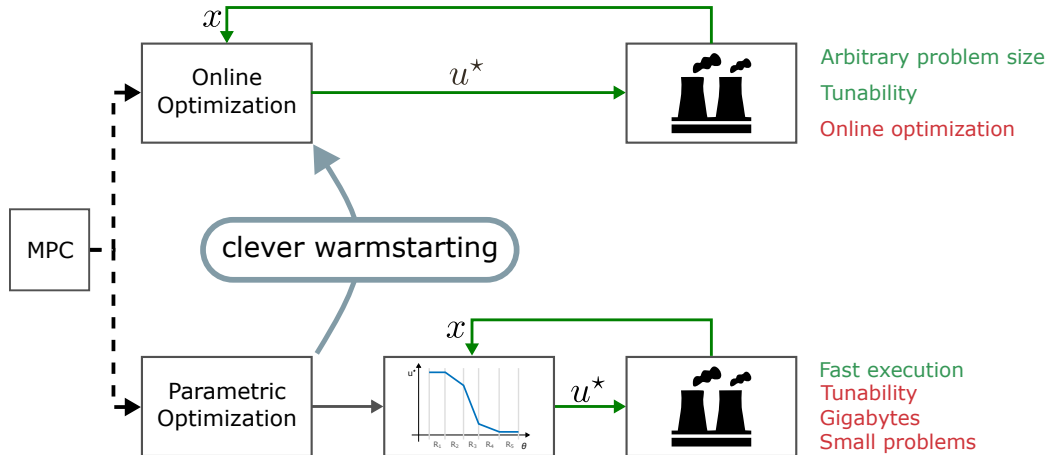 x
Online
Optimization
u*
Arbitrary problem size
Tunability
Online optimization
MPC
clever warmstarting
x
Parametric
Optimization
u*
R₁ R₂ R₃ R₄ R₅ θ
u*
Fast execution
Tunability
Gigabytes
Small problems